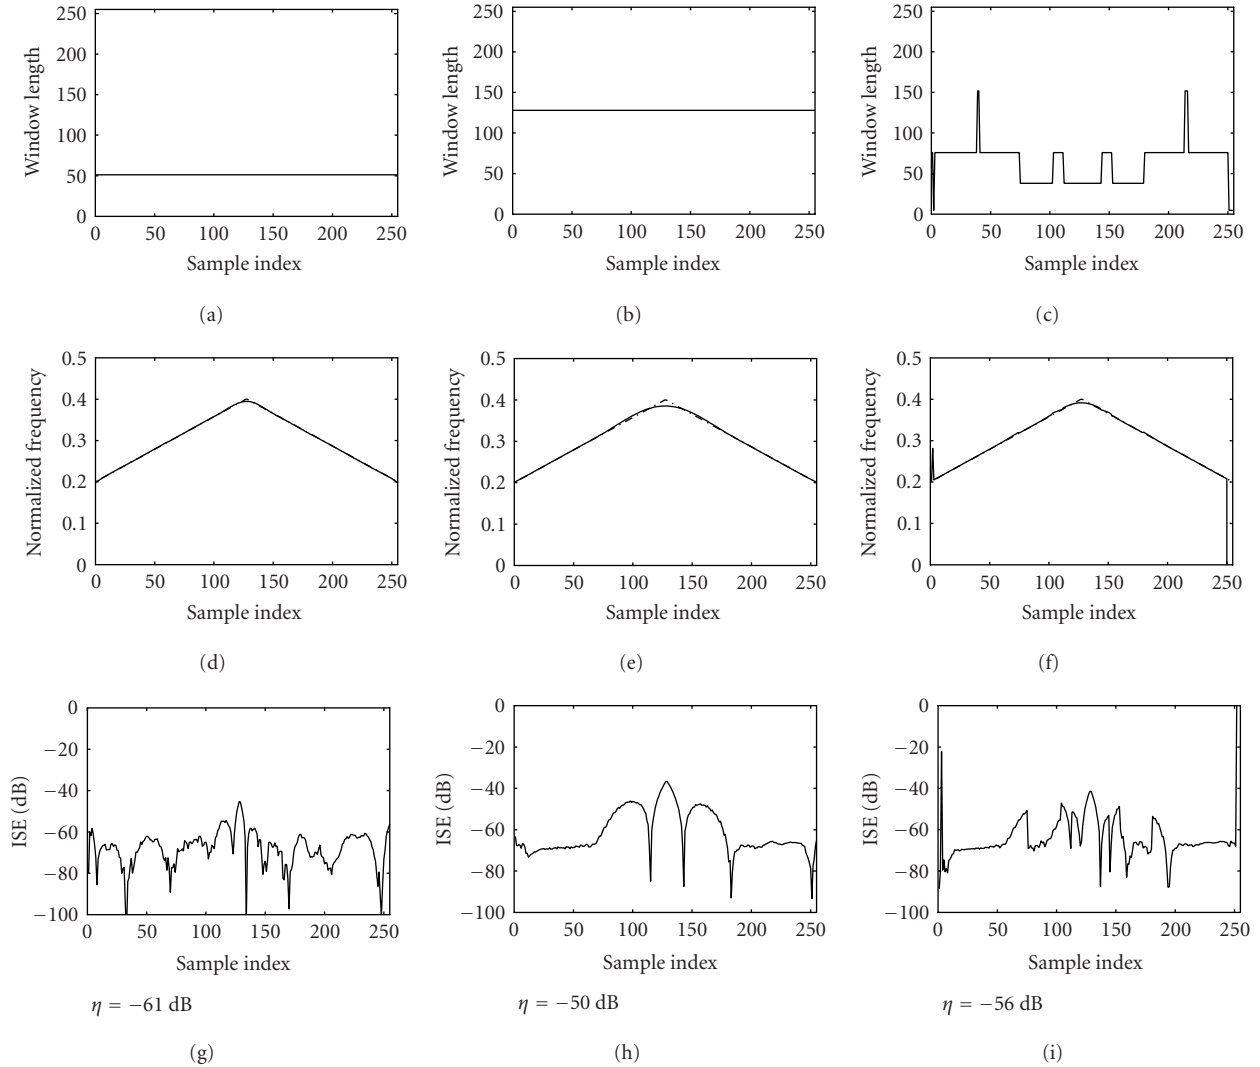 Window length
250
200
150
100
50
0
0 50 100 150 200 250
Sample index
(a)
Window length
250
200
150
100
50
0
0 50 100 150 200 250
Sample index
(b)
Window length
250
200
150
100
50
0
0 50 100 150 200 250
Sample index
(c)
Normalized frequency
0.5
0.4
0.3
0.2
0.1
0
0 50 100 150 200 250
Sample index
(d)
Normalized frequency
0.5
0.4
0.3
0.2
0.1
0
0 50 100 150 200 250
Sample index
(e)
Normalized frequency
0.5
0.4
0.3
0.2
0.1
0
0 50 100 150 200 250
Sample index
(f)
ISE (dB)
0
−20
−40
−60
−80
−100
0 50 100 150 200 250
Sample index
η = −61 dB
(g)
ISE (dB)
0
−20
−40
−60
−80
−100
0 50 100 150 200 250
Sample index
η = −50 dB
(h)
ISE (dB)
0
−20
−40
−60
−80
−100
0 50 100 150 200 250
Sample index
η = −56 dB
(i)